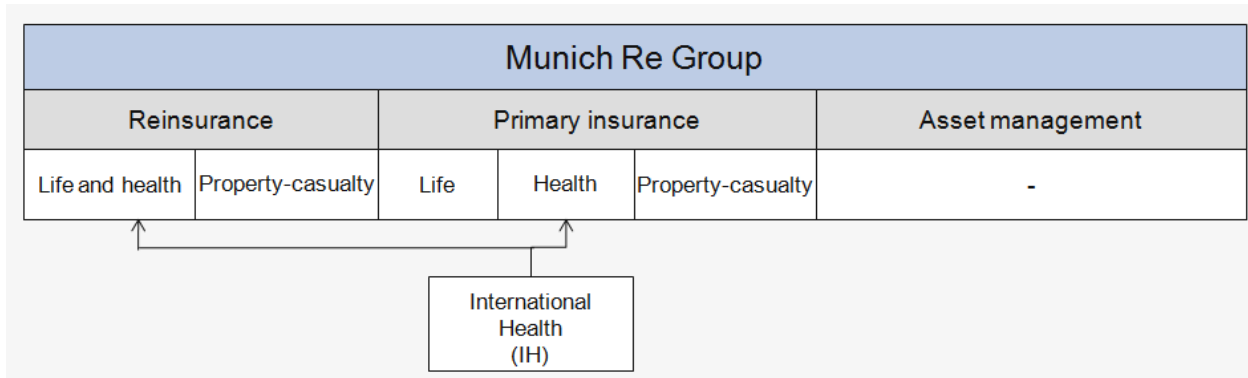 Munich Re Group
Reinsurance
Primary insurance
Asset management
Life and health
Property-casualty
Life
Health
Property-casualty
-
International
Health
(IH)